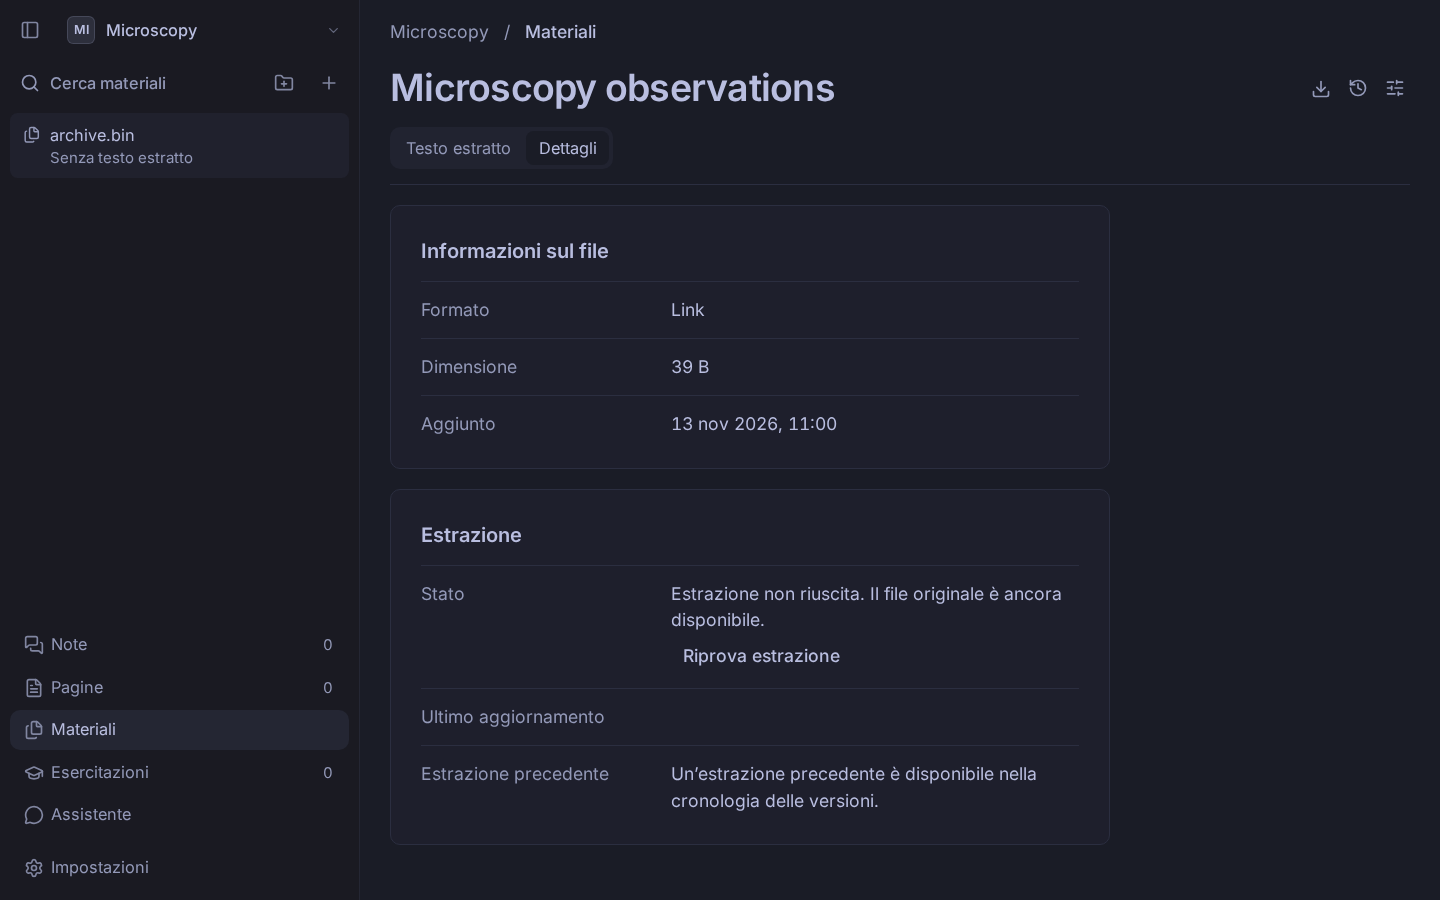 MI Microscopy
Cerca materiali
archive.bin
Senza testo estratto
Note 0
Pagine 0
Materiali
Esercitazioni 0
Assistente
Impostazioni
Microscopy / Materiali
Microscopy observations
Testo estratto Dettagli
Informazioni sul file
Formato Link
Dimensione 39 B
Aggiunto 13 nov 2026, 11:00
Estrazione
Stato Estrazione non riuscita. Il file originale è ancora
disponibile.
Riprova estrazione
Ultimo aggiornamento
Estrazione precedente Un’estrazione precedente è disponibile nella
cronologia delle versioni.